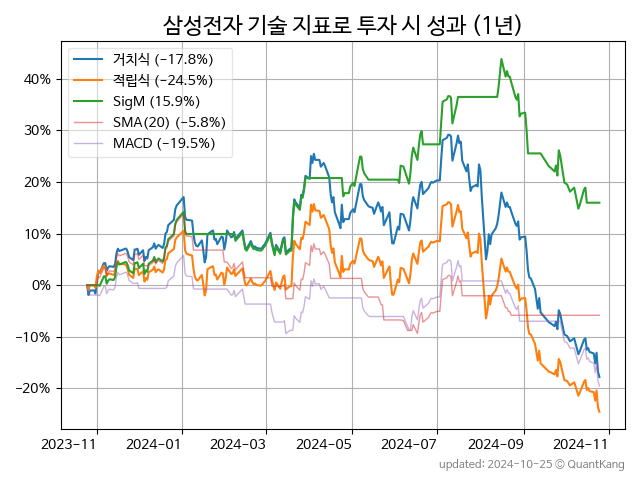 삼성전자 기술 지표로 투자 시 성과 (1년)
거치식 (−17.8%)
적립식 (−24.5%)
SigM (15.9%)
SMA(20) (−5.8%)
MACD (−19.5%)
40%
30%
20%
10%
0%
−10%
−20%
2023−11 2024−01 2024−03 2024−05 2024−07 2024−09 2024−11
updated: 2024-10-25 ⓒ QuantKang